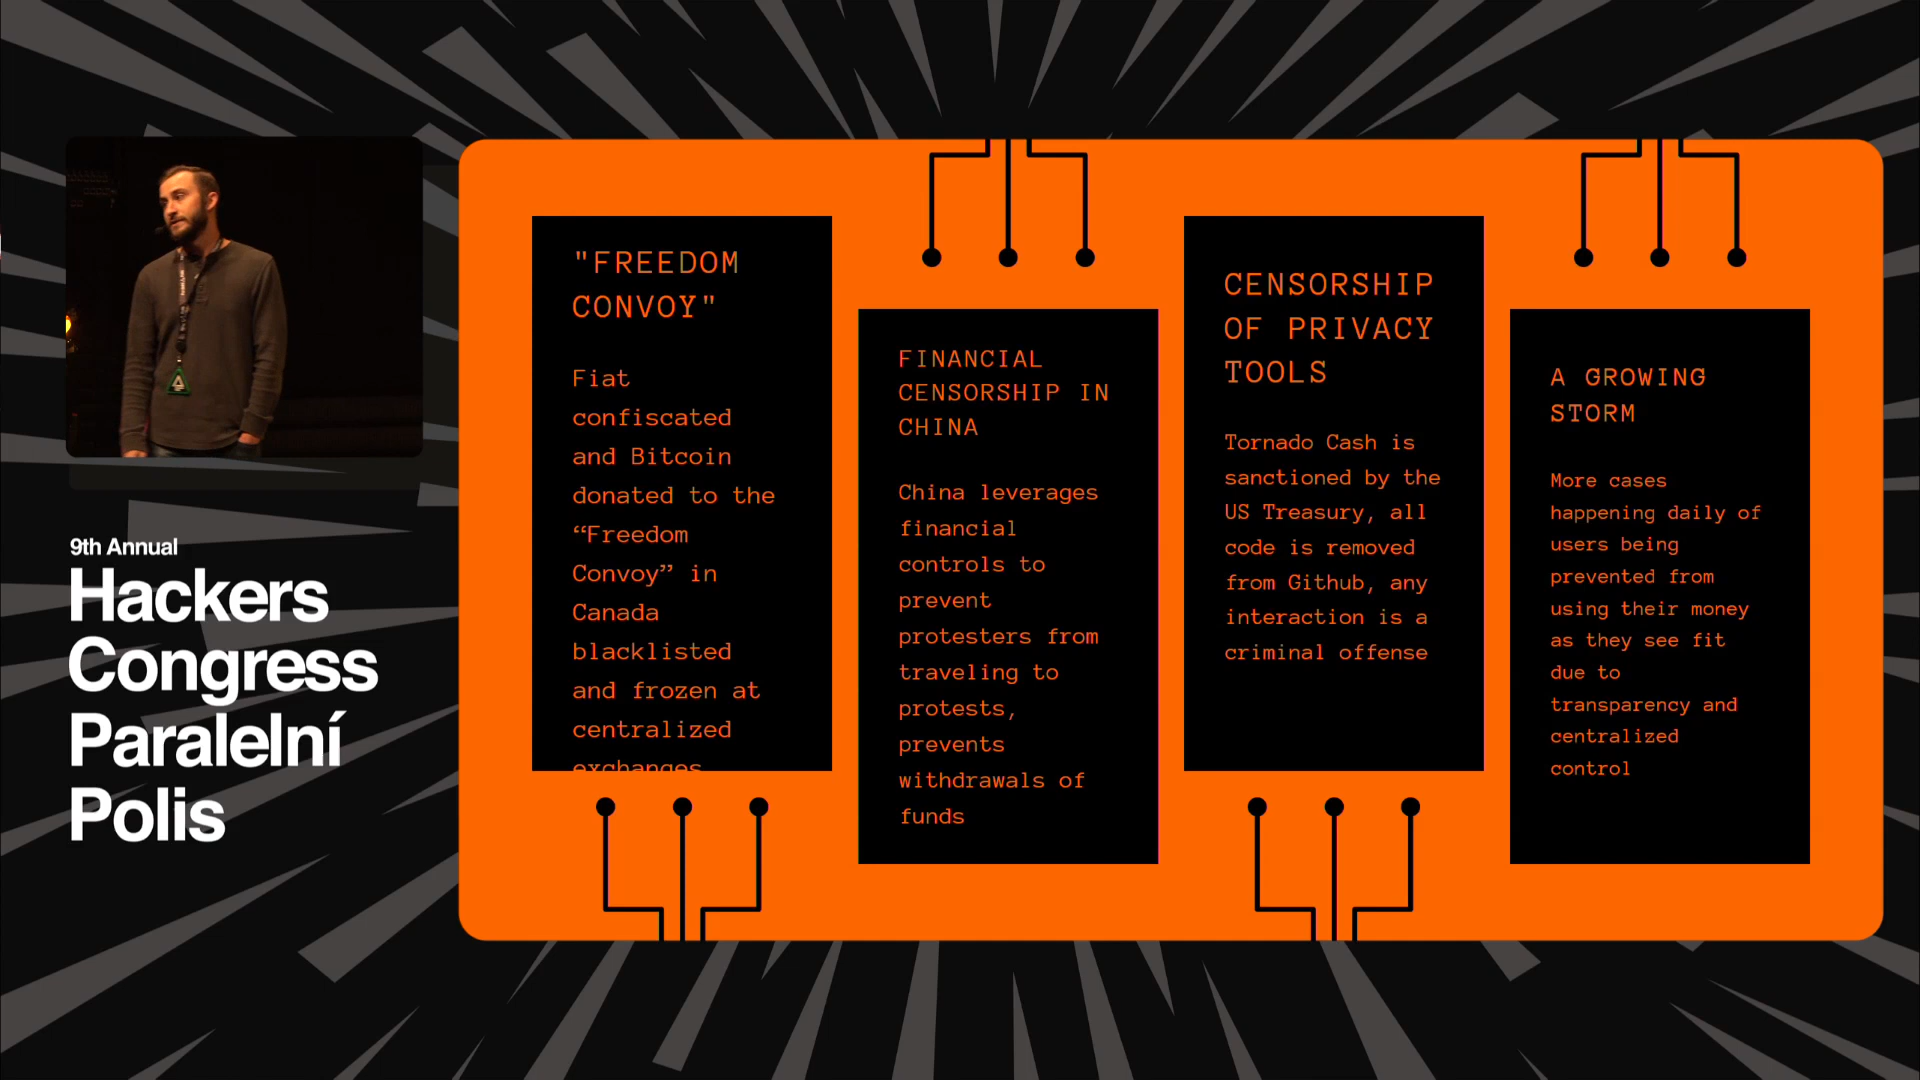 9th Annual
Hackers
Congress
Paralelní
Polis
"FREEDOM
CONVOY"
Fiat
confiscated
and Bitcoin
donated to the
“Freedom
Convoy” in
Canada
blacklisted
and frozen at
centralized
exchanges
FINANCIAL
CENSORSHIP IN
CHINA
China leverages
financial
controls to
prevent
protesters from
traveling to
protests,
prevents
withdrawals of
funds
CENSORSHIP
OF PRIVACY
TOOLS
Tornado Cash is
sanctioned by the
US Treasury, all
code is removed
from Github, any
interaction is a
criminal offense
A GROWING
STORM
More cases
happening daily of
users being
prevented from
using their money
as they see fit
due to
transparency and
centralized
control